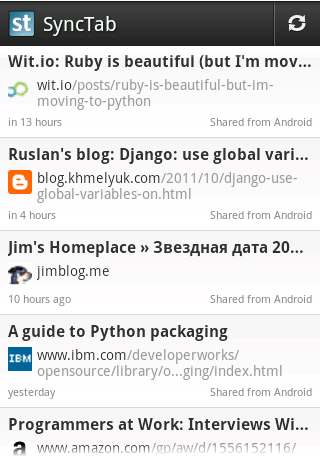 st SyncTab
Wit.io: Ruby is beautiful (but I'm mov...
wit.io/posts/ruby-is-beautiful-but-im-
moving-to-python
in 13 hours Shared from Android
Ruslan's blog: Django: use global vari...
blog.khmelyuk.com/2011/10/django-use-
global-variables-on.html
in 4 hours Shared from Android
Jim's Homeplace » Звездная дата 20...
jimblog.me
10 hours ago Shared from Android
A guide to Python packaging
IBM www.ibm.com/developerworks/
opensource/library/o...ging/index.html
yesterday Shared from Android
Programmers at Work: Interviews Wi...
a www.amazon.com/gp/aw/d/1556152116/